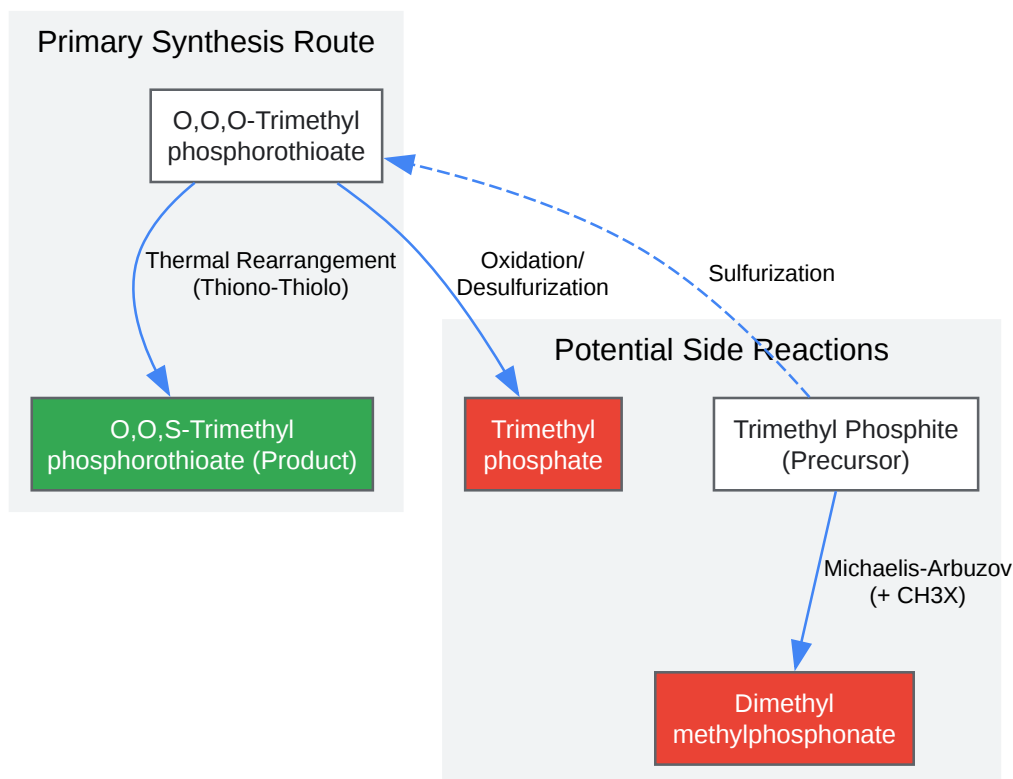 Primary Synthesis Route
O,O,O-Trimethyl
phosphorothioate
Thermal Rearrangement
(Thiono-Thiolo)
Oxidation/
Desulfurization
Sulfurization
Potential Side Reactions
O,O,S-Trimethyl
phosphorothioate (Product)
Trimethyl
phosphate
Trimethyl Phosphite
(Precursor)
Michaelis-Arbuzov
(+ CH3X)
Dimethyl
methylphosphonate